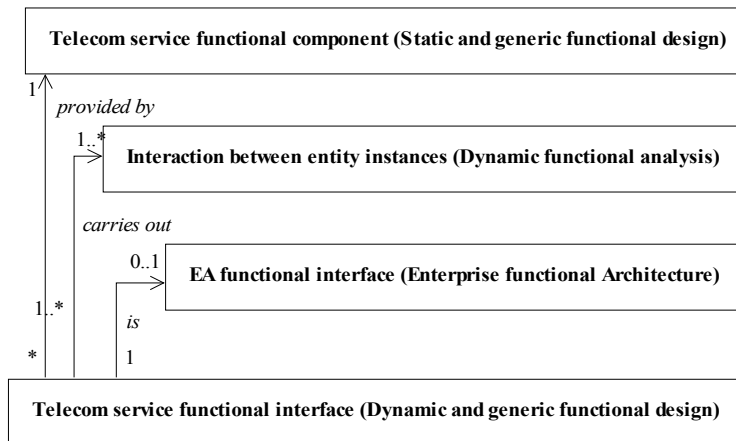 Telecom service functional component (Static and generic functional design)
1
provided by
1..*
Interaction between entity instances (Dynamic functional analysis)
carries out
0..1
EA functional interface (Enterprise functional Architecture)
1..*
is
*
1
Telecom service functional interface (Dynamic and generic functional design)